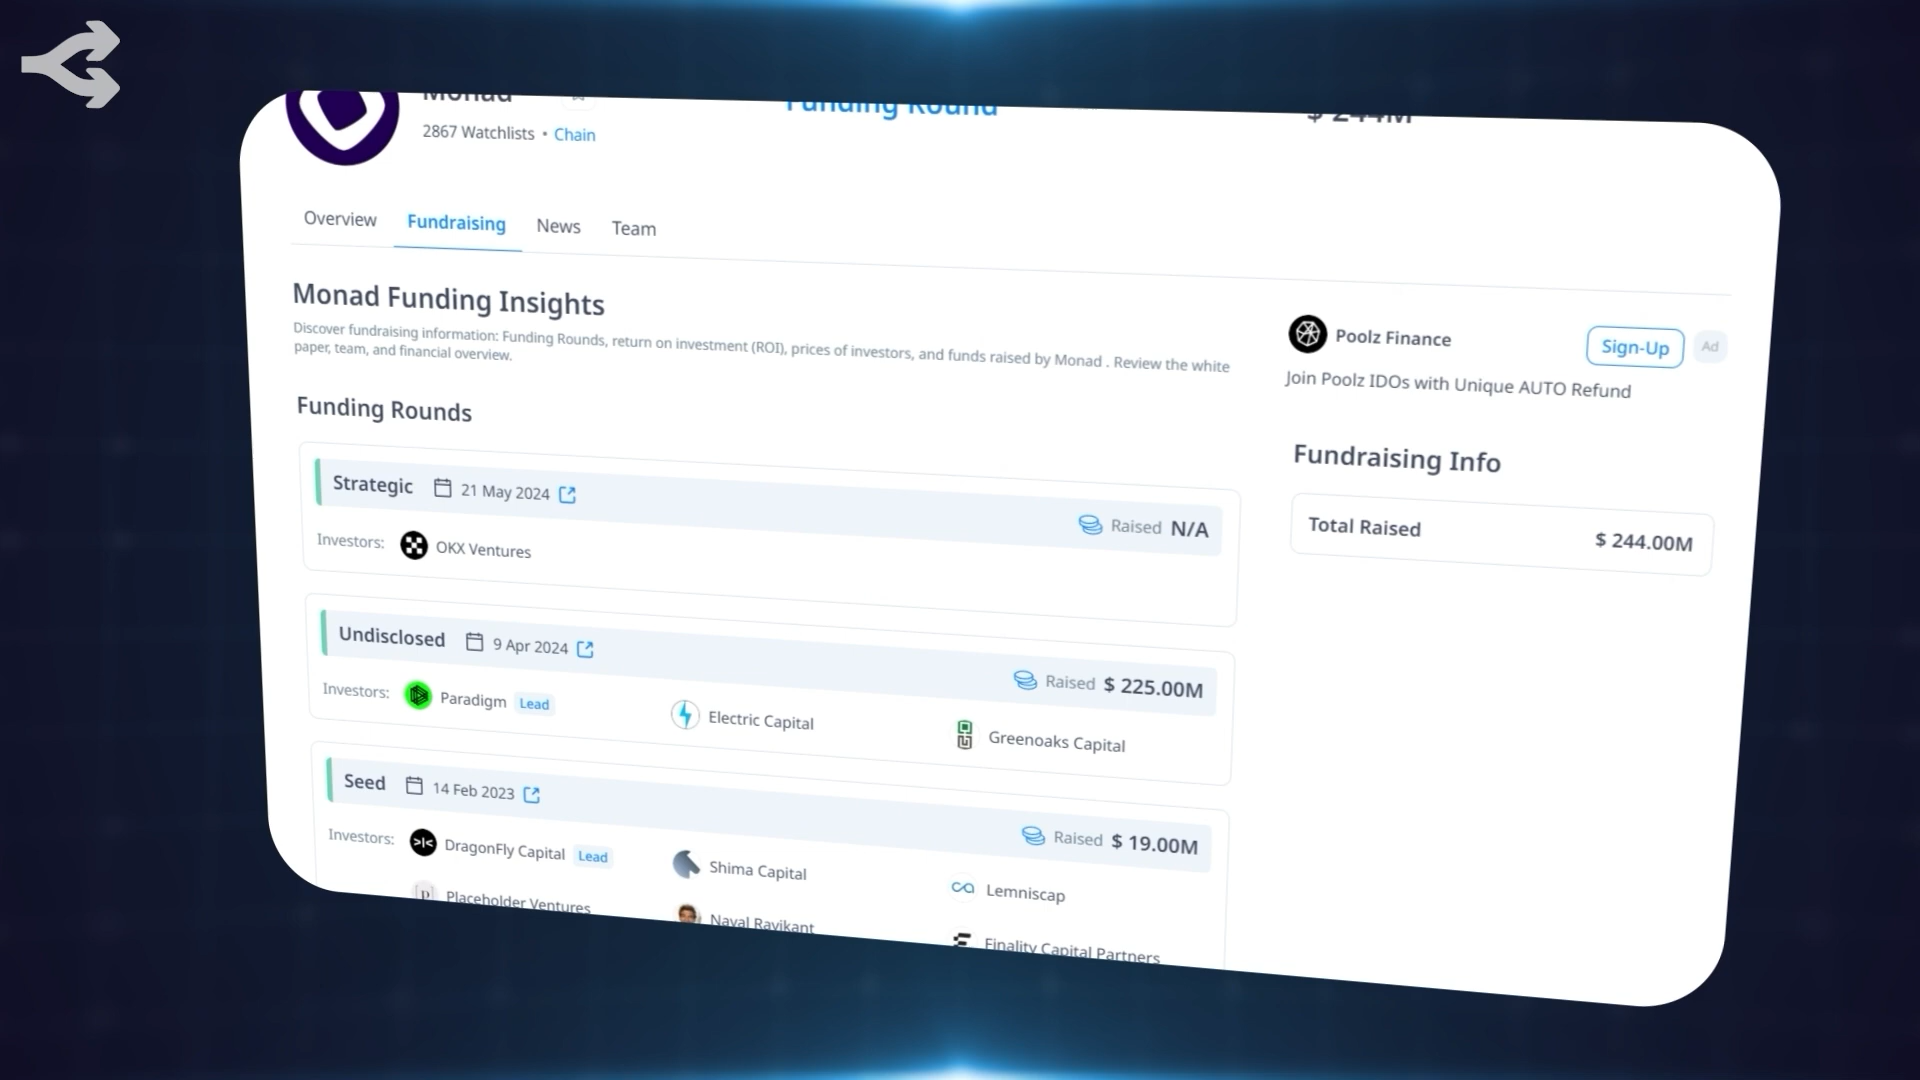 Monad
Funding Round
$ 244M
2867 Watchlists • Chain
Overview Fundraising News Team
Monad Funding Insights
Discover fundraising information: Funding Rounds, return on investment (ROI), prices of investors, and funds raised by Monad . Review the white
paper, team, and financial overview.
Poolz Finance Sign-Up Ad
Join Poolz IDOs with Unique AUTO Refund
Funding Rounds
Strategic 21 May 2024 Raised N/A
Investors: OKX Ventures
Undisclosed 9 Apr 2024 Raised $ 225.00M
Investors: Paradigm Lead Electric Capital Greenoaks Capital
Seed 14 Feb 2023 Raised $ 19.00M
Investors: DragonFly Capital Lead Shima Capital Lemniscap
Placeholder Ventures Naval Ravikant Finality Capital Partners
Fundraising Info
Total Raised $ 244.00M